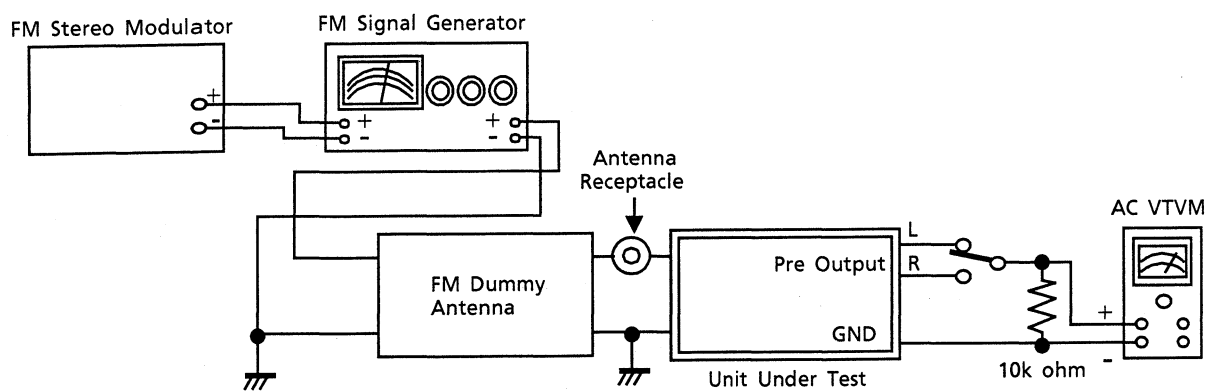 FM Stereo Modulator
FM Signal Generator
+
-
+
-
+
-
Antenna
Receptacle
AC VTVM
L
R
Pre Output
FM Dummy
Antenna
GND
+
-
10k ohm
Unit Under Test